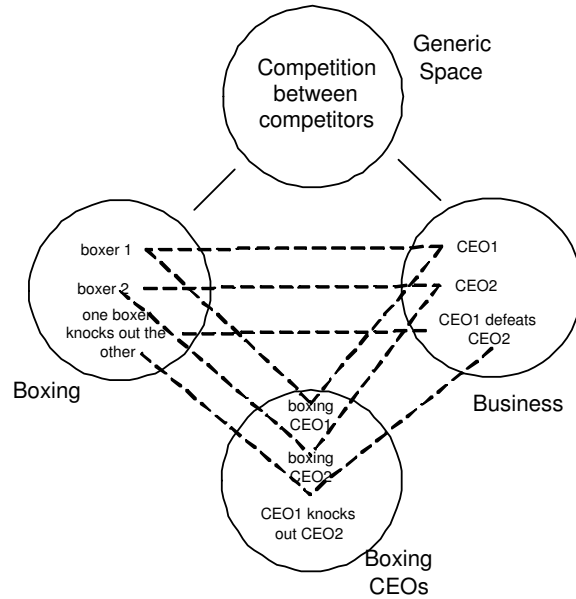 Generic
Space
Competition
between
competitors
boxer 1
boxer 2
one boxer
knocks out the
other
Boxing
CEO1
CEO2
CEO1 defeats
CEO2
Business
boxing
CEO1
boxing
CEO2
CEO1 knocks
out CEO2
Boxing
CEOs